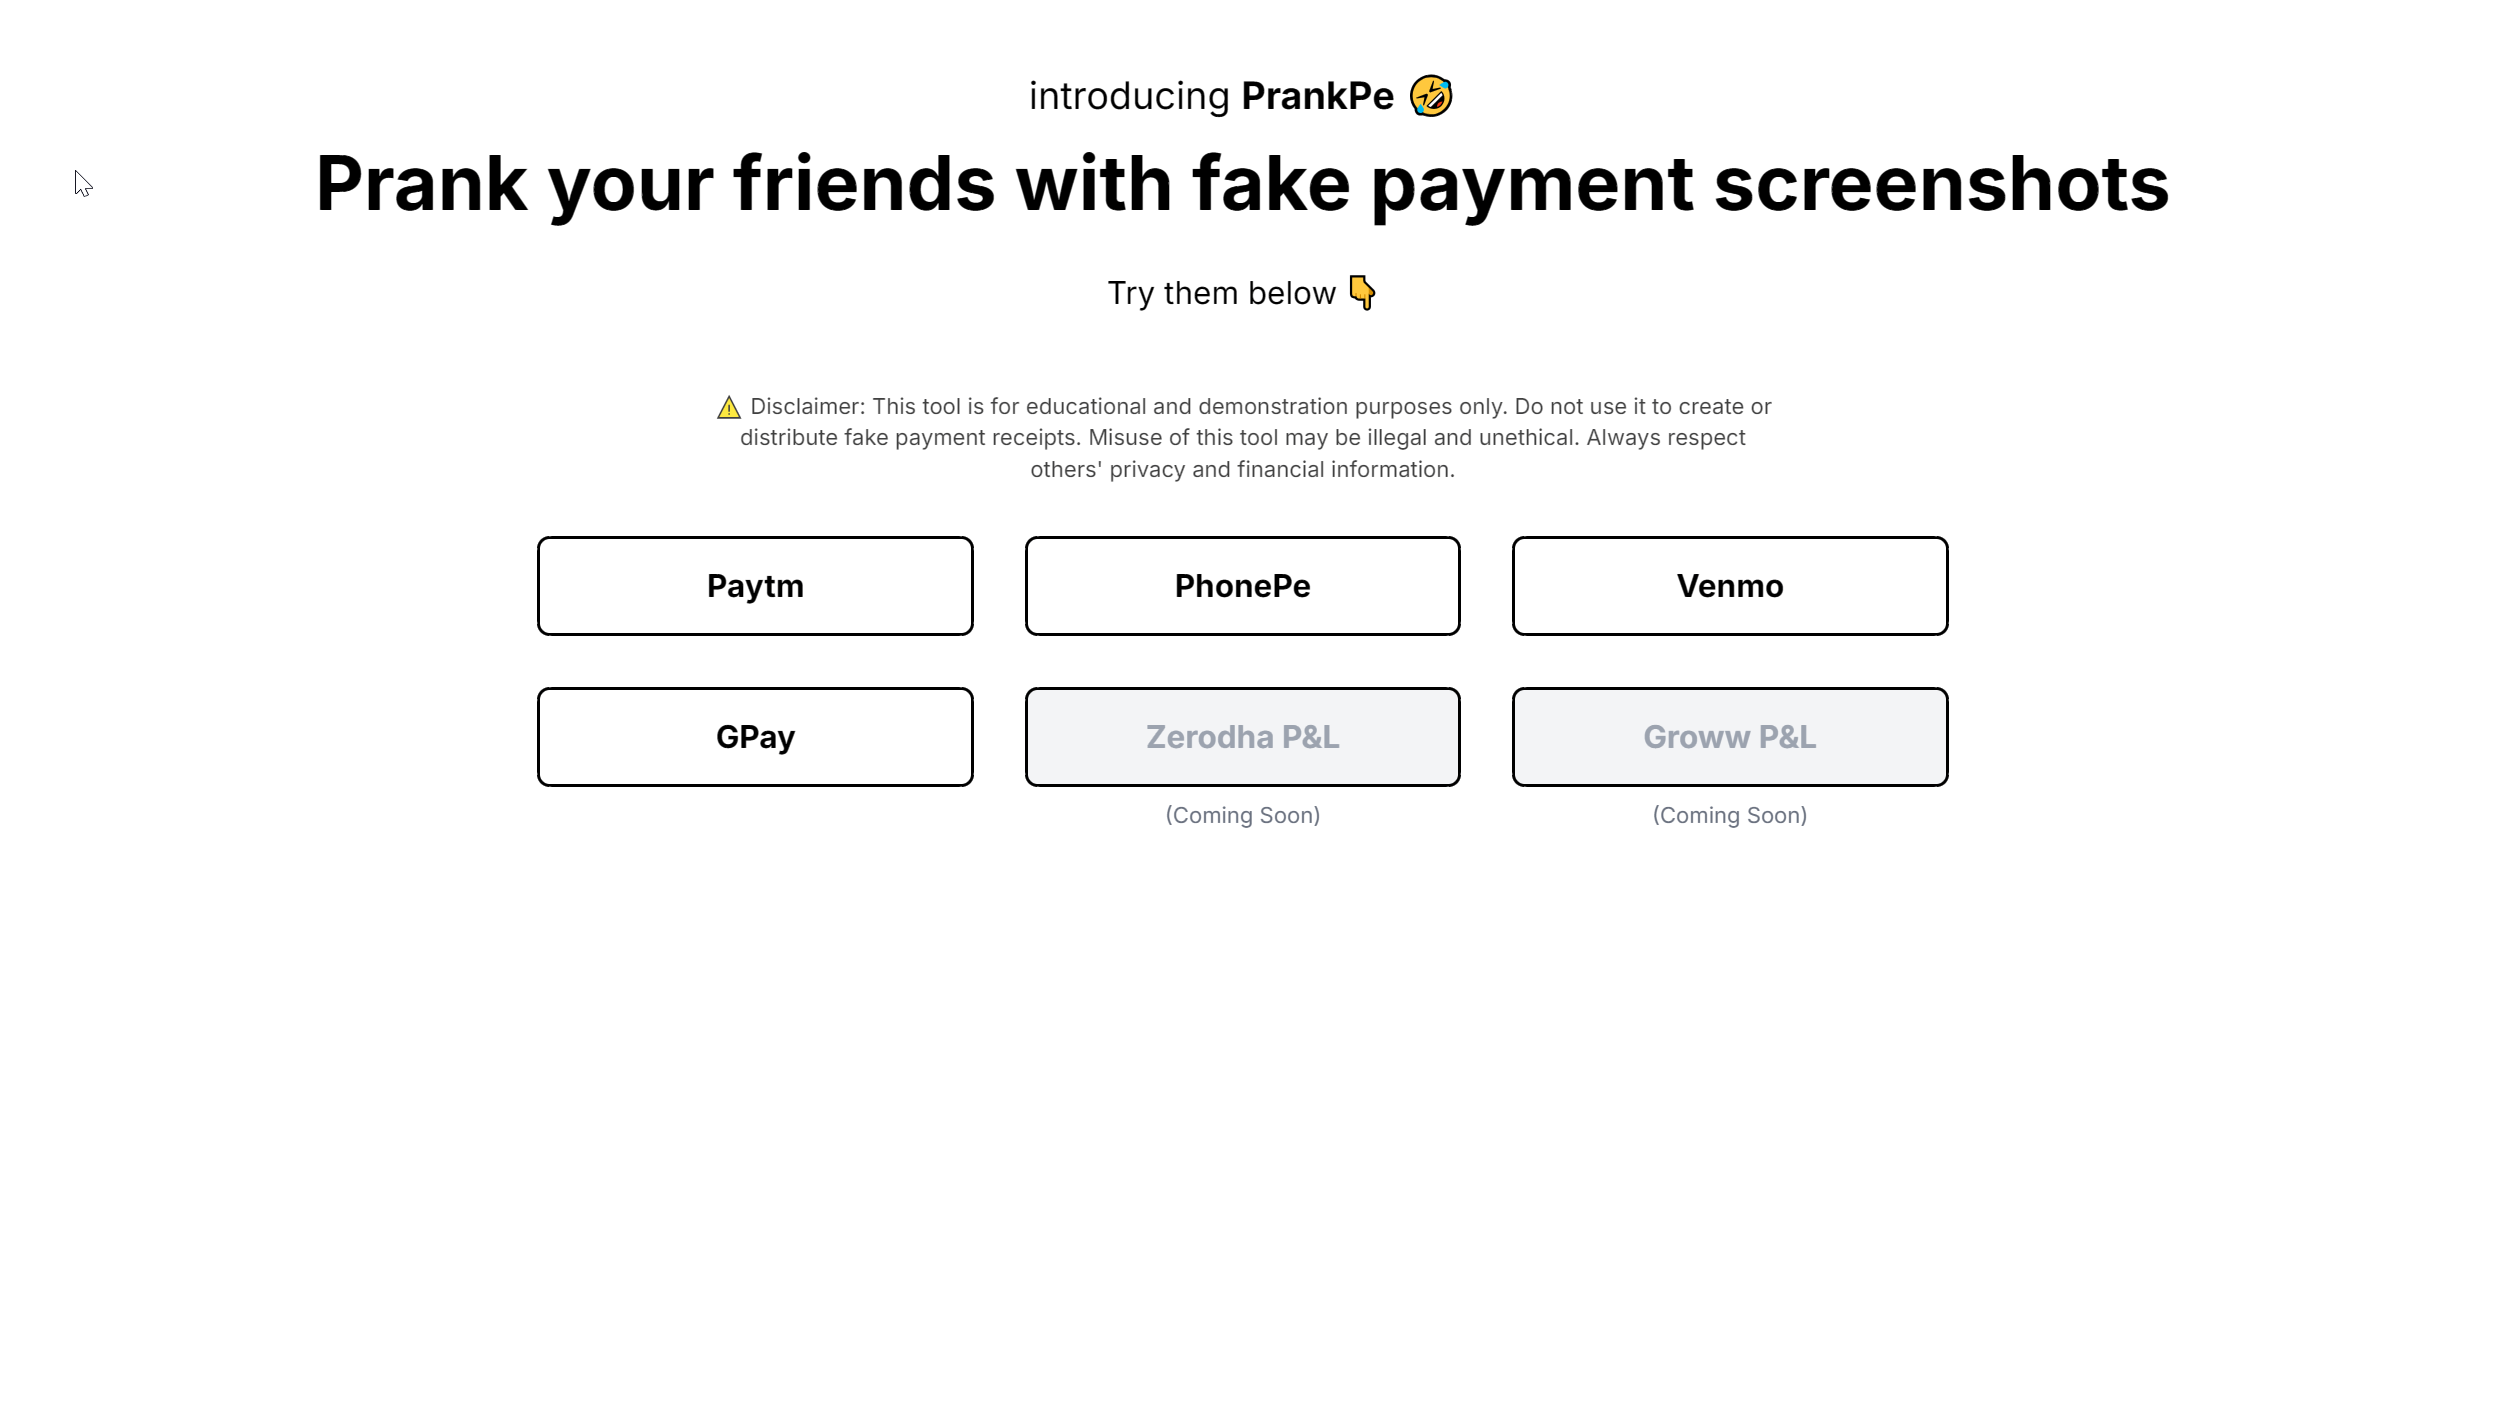 introducing PrankPe 🤣
Prank your friends with fake payment screenshots
Try them below 👇
⚠️ Disclaimer: This tool is for educational and demonstration purposes only. Do not use it to create or
distribute fake payment receipts. Misuse of this tool may be illegal and unethical. Always respect
others' privacy and financial information.
Paytm
PhonePe
Venmo
GPay
Zerodha P&L
Groww P&L
(Coming Soon)
(Coming Soon)